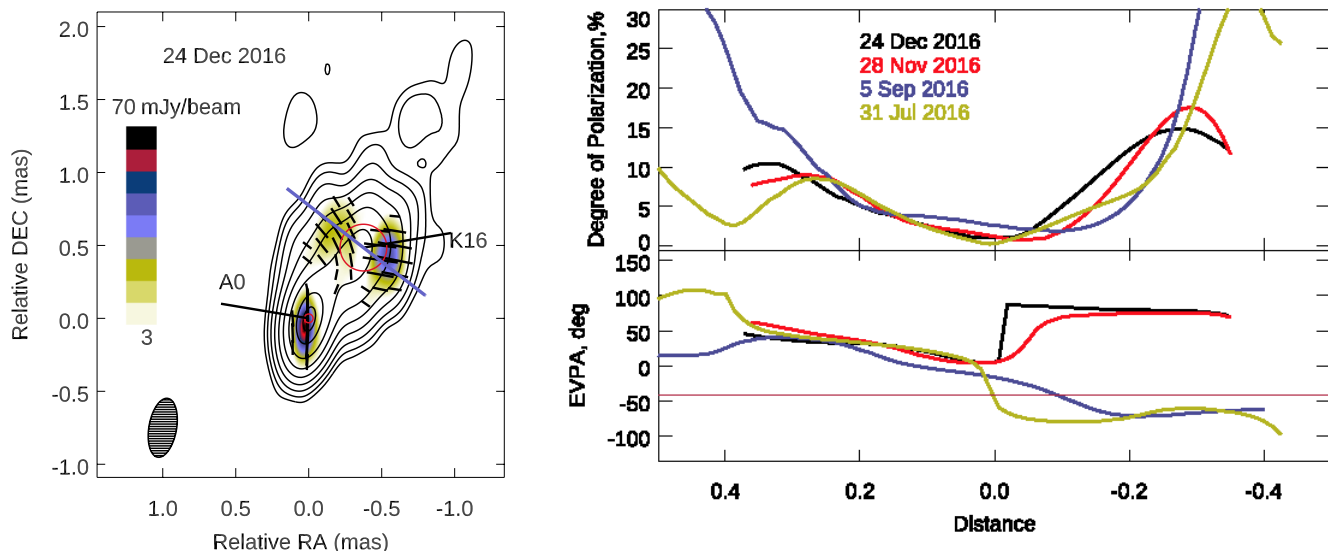 2.0
1.5
1.0
0.5
0.0
-0.5
-1.0
Relative DEC (mas)
24 Dec 2016
70 mJy/beam
3
A0
K16
1.0
0.5
0.0
-0.5
-1.0
Relative RA (mas)
30
25
20
15
10
5
0
Degree of Polarization,%
24 Dec 2016
28 Nov 2016
5 Sep 2016
31 Jul 2016
150
100
50
0
-50
-100
EVPA, deg
0.4
0.2
0.0
-0.2
-0.4
Distance